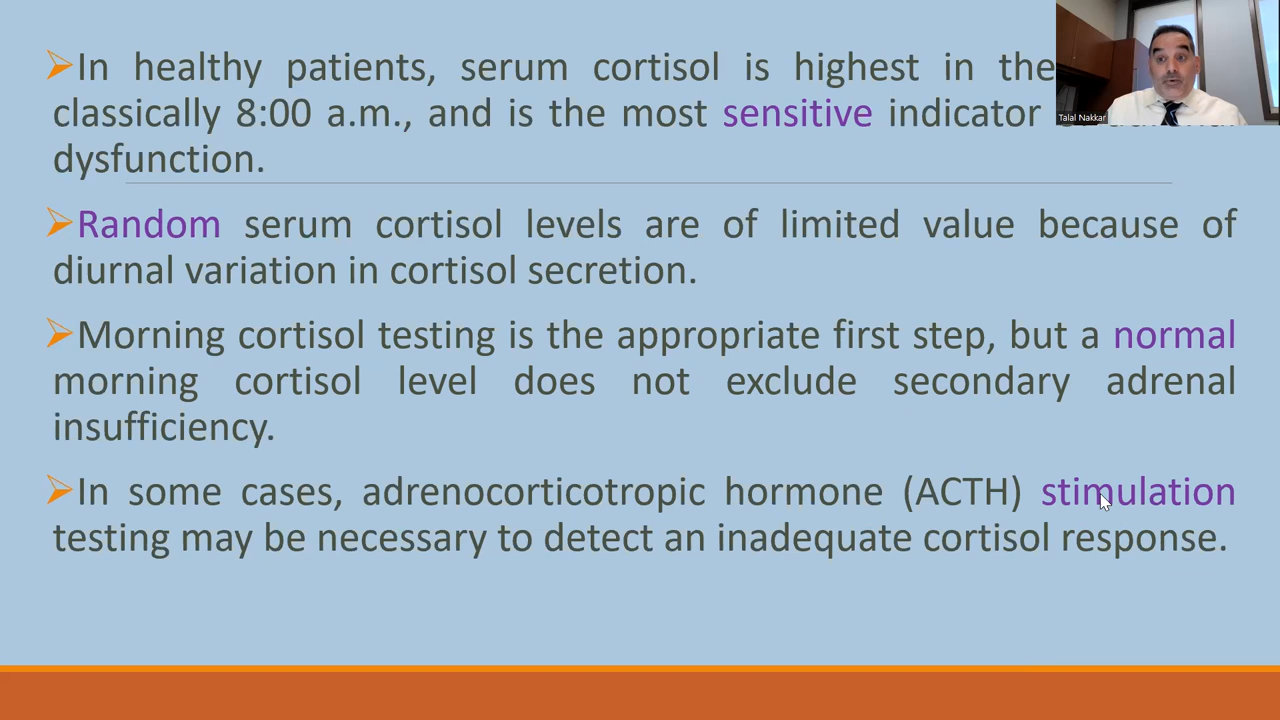 In healthy patients, serum cortisol is highest in the
classically 8:00 a.m., and is the most sensitive indicator
dysfunction.
Random serum cortisol levels are of limited value because of
diurnal variation in cortisol secretion.
Morning cortisol testing is the appropriate first step, but a normal
morning cortisol level does not exclude secondary adrenal
insufficiency.
In some cases, adrenocorticotropic hormone (ACTH) stimulation
testing may be necessary to detect an inadequate cortisol response.
Talal Nakkar